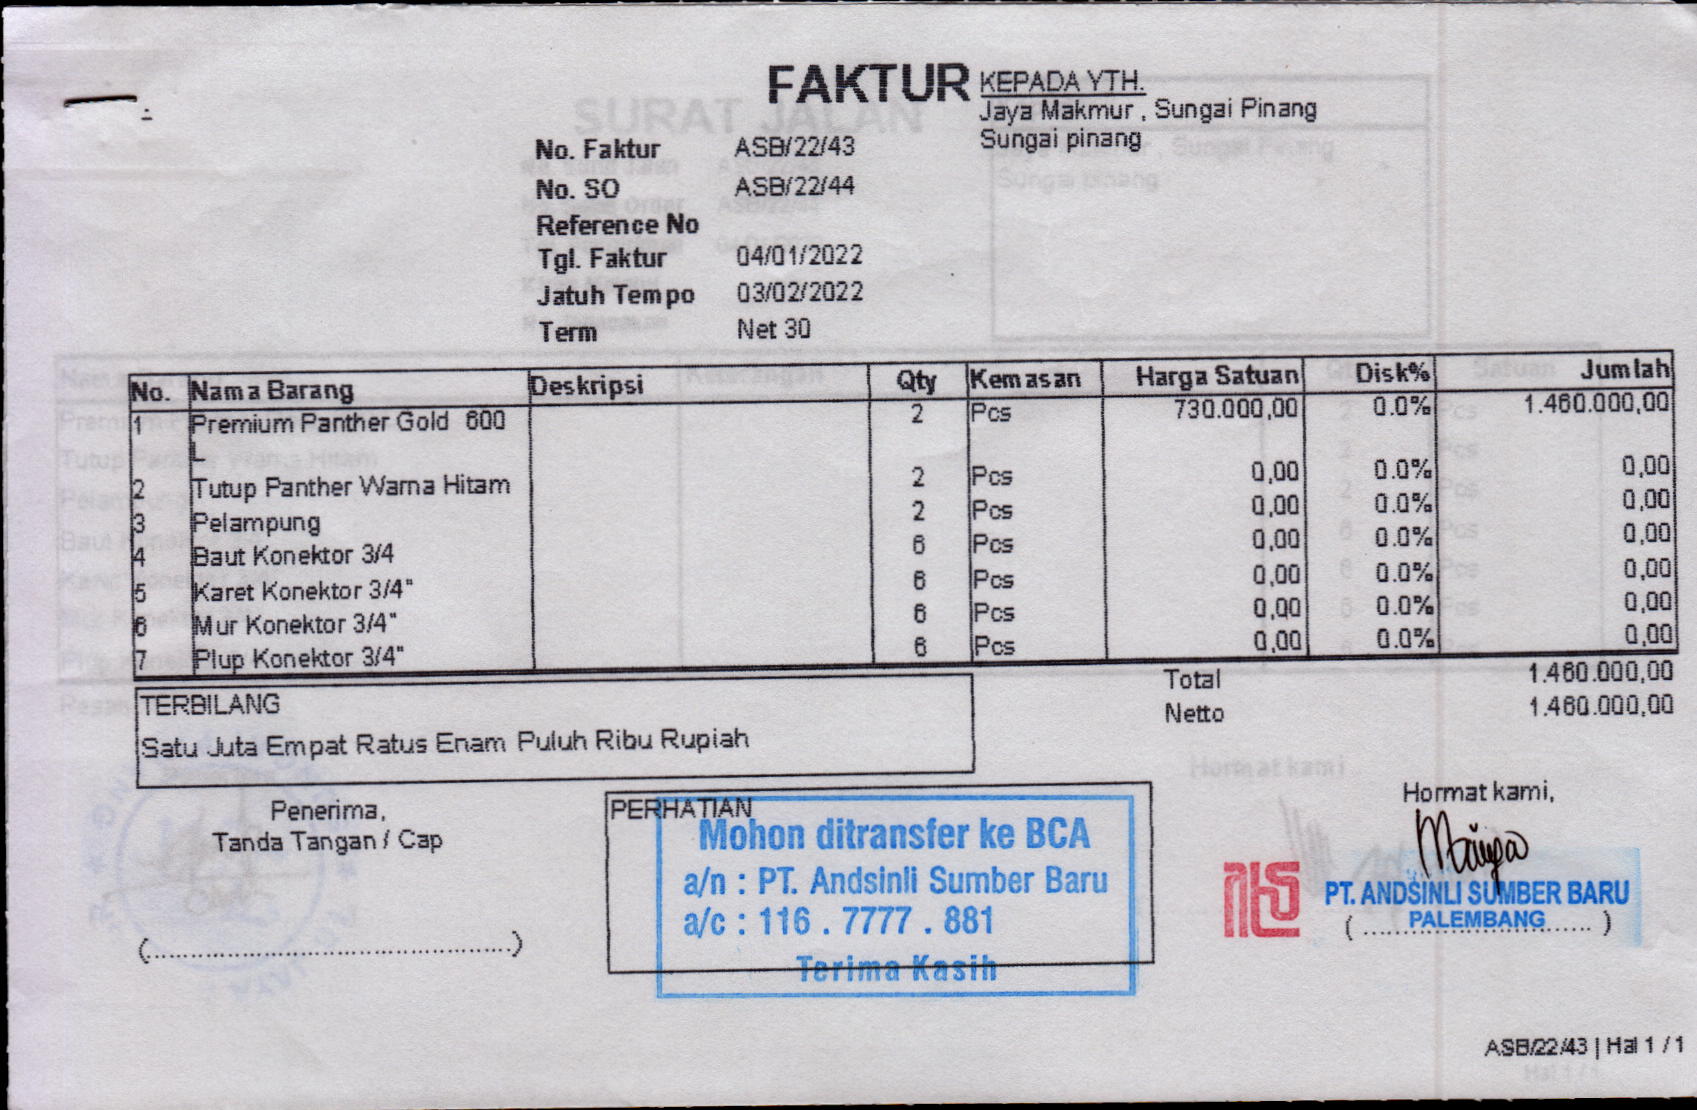 FAKTUR
KEPADA YTH.
Jaya Makmur , Sungai Pinang
Sungai pinang
No. Faktur ASB/22/43
No. SO ASB/22/44
Reference No
Tgl. Faktur 04/01/2022
Jatuh Tempo 03/02/2022
Term Net 30
No. Nama Barang Deskripsi Qty Kemasan Harga Satuan Disk% Jumlah
1 Premium Panther Gold 600 2 Pcs 730.000,00 0.0% 1.460.000,00
L
2 Tutup Panther Warna Hitam 2 Pcs 0,00 0.0% 0,00
3 Pelampung 2 Pcs 0,00 0.0% 0,00
4 Baut Konektor 3/4 6 Pcs 0,00 0.0% 0,00
5 Karet Konektor 3/4" 6 Pcs 0,00 0.0% 0,00
6 Mur Konektor 3/4" 6 Pcs 0,00 0.0% 0,00
7 Plup Konektor 3/4" 6 Pcs 0,00 0.0% 0,00
Total 1.460.000,00
Netto 1.460.000,00
TERBILANG
Satu Juta Empat Ratus Enam Puluh Ribu Rupiah
Penerima,
Tanda Tangan / Cap
(........................................)
PERHATIAN
Mohon ditransfer ke BCA
a/n : PT. Andsinli Sumber Baru
a/c : 116 . 7777 . 881
Terima Kasih
Hormat kami,
PT. ANDSINLI SUMBER BARU
PALEMBANG
(..............................)
ASB/22/43 | Hal 1 / 1